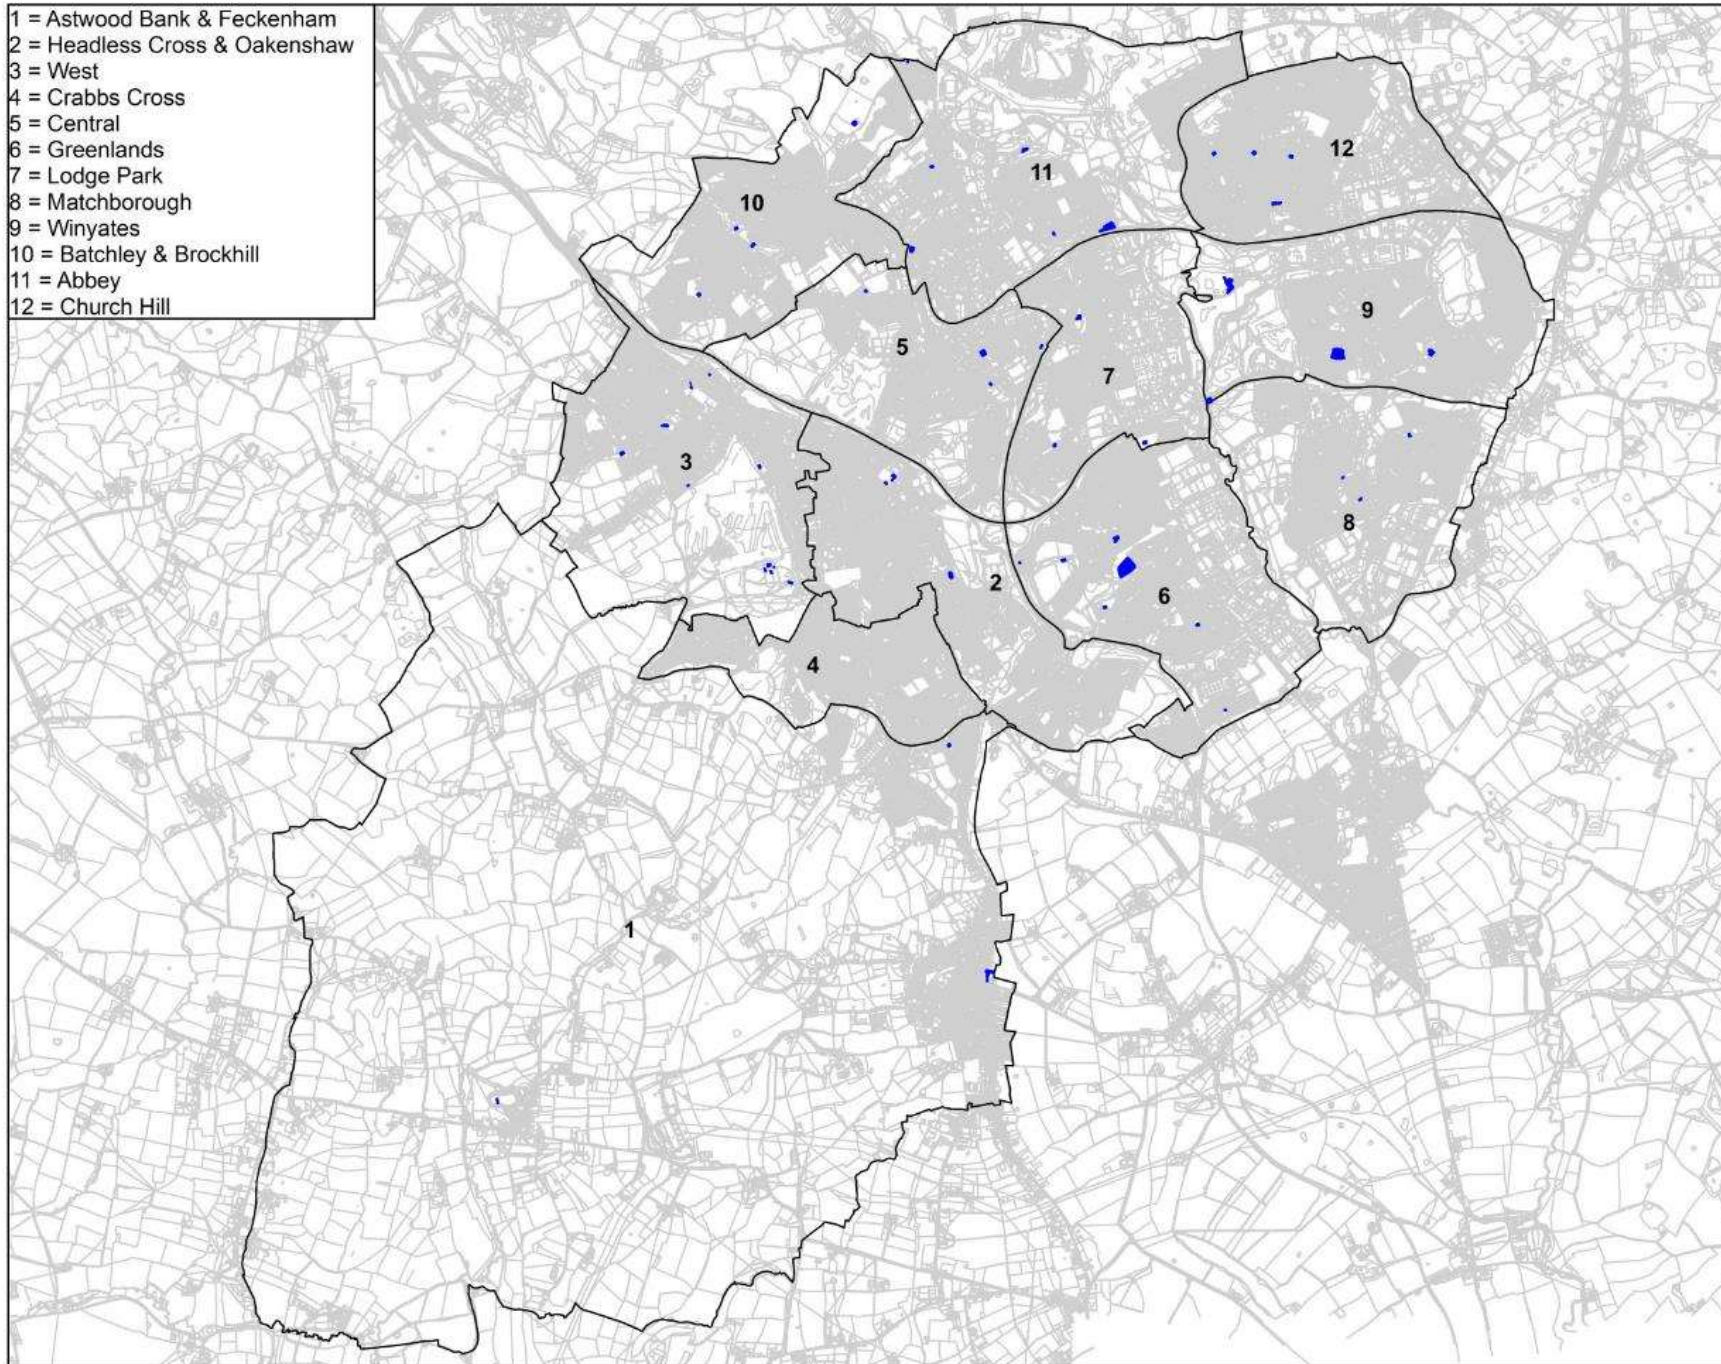 1 = Astwood Bank & Feckenham
2 = Headless Cross & Oakenshaw
3 = West
4 = Crabbs Cross
5 = Central
6 = Greenlands
7 = Lodge Park
8 = Matchborough
9 = Winyates
10 = Batchley & Brockhill
11 = Abbey
12 = Church Hill
12
11
10
9
5
7
3
8
2
6
4
1